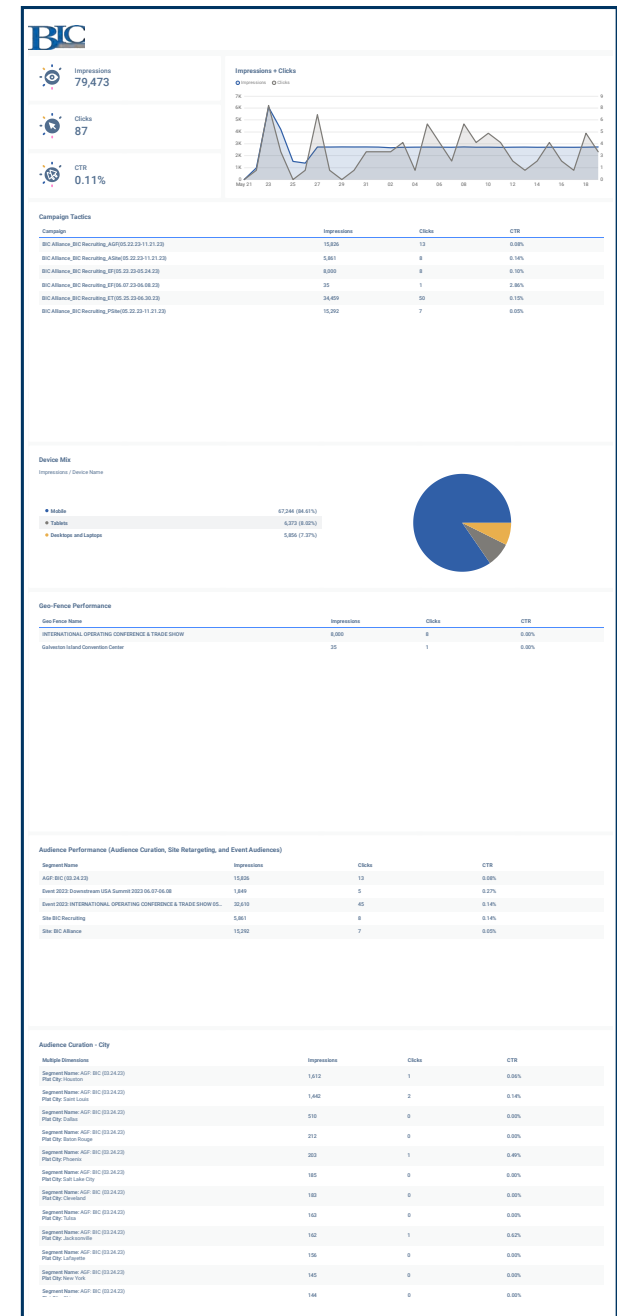 BIC
Impressions
79,473
Clicks
87
CTR
0.11%
Impressions + Clicks
Impressions Clicks
7K 9
6K 8
5K 6
4K 5
3K 4
2K 3
1K 1
0 0
May 21 23 25 27 29 31 02 04 06 08 10 12 14 16 18
Campaign Tactics
Campaign Impressions Clicks CTR
BIC Alliance_BIC Recruiting_AGF(05.22.23-11.21.23) 15,826 13 0.08%
BIC Alliance_BIC Recruiting_ASite(05.22.23-11.21.23) 5,861 8 0.14%
BIC Alliance_BIC Recruiting_EF(05.23.23-05.24.23) 8,000 8 0.10%
BIC Alliance_BIC Recruiting_EF(06.07.23-06.08.23) 35 1 2.86%
BIC Alliance_BIC Recruiting_ET(05.25.23-06.30.23) 34,459 50 0.15%
BIC Alliance_BIC Recruiting_PSite(05.22.23-11.21.23) 15,292 7 0.05%
Device Mix
Impressions / Device Name
Mobile 67,244 (84.61%)
Tablets 6,373 (8.02%)
Desktops and Laptops 5,856 (7.37%)
Geo-Fence Performance
Geo Fence Name Impressions Clicks CTR
INTERNATIONAL OPERATING CONFERENCE & TRADE SHOW 8,000 8 0.00%
Galveston Island Convention Center 35 1 0.00%
Audience Performance (Audience Curation, Site Retargeting, and Event Audiences)
Segment Name Impressions Clicks CTR
AGF: BIC (03.24.23) 15,826 13 0.08%
Event 2023: Downstream USA Summit 2023 06.07-06.08 1,849 5 0.27%
Event 2023: INTERNATIONAL OPERATING CONFERENCE & TRADE SHOW 05... 32,610 45 0.14%
Site BIC Recruiting 5,861 8 0.14%
Site: BIC Alliance 15,292 7 0.05%
Audience Curation - City
Multiple Dimensions Impressions Clicks CTR
Segment Name: AGF: BIC (03.24.23)
Plat City: Houston 1,612 1 0.06%
Segment Name: AGF: BIC (03.24.23)
Plat City: Saint Louis 1,442 2 0.14%
Segment Name: AGF: BIC (03.24.23)
Plat City: Dallas 510 0 0.00%
Segment Name: AGF: BIC (03.24.23)
Plat City: Baton Rouge 212 0 0.00%
Segment Name: AGF: BIC (03.24.23)
Plat City: Phoenix 203 1 0.49%
Segment Name: AGF: BIC (03.24.23)
Plat City: Salt Lake City 185 0 0.00%
Segment Name: AGF: BIC (03.24.23)
Plat City: Cleveland 183 0 0.00%
Segment Name: AGF: BIC (03.24.23)
Plat City: Tulsa 163 0 0.00%
Segment Name: AGF: BIC (03.24.23)
Plat City: Jacksonville 162 1 0.62%
Segment Name: AGF: BIC (03.24.23)
Plat City: Lafayette 156 0 0.00%
Segment Name: AGF: BIC (03.24.23)
Plat City: New York 145 0 0.00%
Segment Name: AGF: BIC (03.24.23)
144 0 0.00%